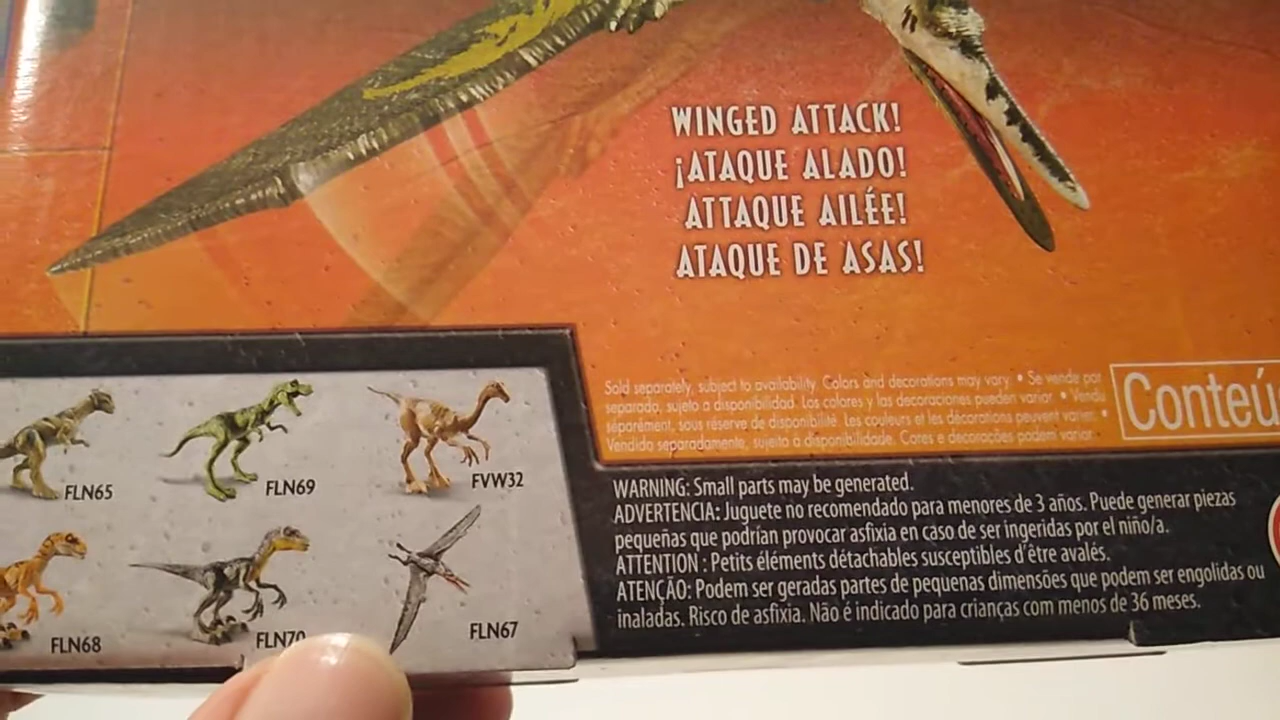 WINGED ATTACK!
¡ATAQUE ALADO!
ATTAQUE AILÉE!
ATAQUE DE ASAS!
Sold separately, subject to availability. Colors and decorations may vary. • Se vende por
separado, sujeto a disponibilidad. Los colores y las decoraciones pueden variar. • Vendu
séparément, sous réserve de disponibilité. Les couleurs et les décorations peuvent varier. •
Vendido separadamente, sujeito à disponibilidade. Cores e decorações podem variar.
Conteú
FLN65
FLN69
FVW32
FLN68
FLN70
FLN67
WARNING: Small parts may be generated.
ADVERTENCIA: Juguete no recomendado para menores de 3 años. Puede generar piezas
pequeñas que podrían provocar asfixia en caso de ser ingeridas por el niño/a.
ATTENTION : Petits éléments détachables susceptibles d'être avalés.
ATENÇÃO: Podem ser geradas partes de pequenas dimensões que podem ser engolidas ou
inaladas. Risco de asfixia. Não é indicado para crianças com menos de 36 meses.